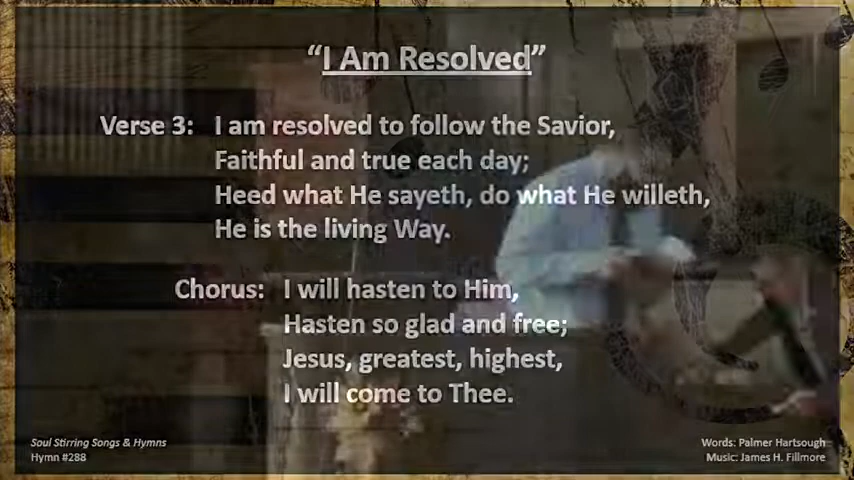 “I Am Resolved”
Verse 3: I am resolved to follow the Savior,
Faithful and true each day;
Heed what He sayeth, do what He willeth,
He is the living Way.
Chorus: I will hasten to Him,
Hasten so glad and free;
Jesus, greatest, highest,
I will come to Thee.
Soul Stirring Songs & Hymns
Hymn #288
Words: Palmer Hartsough
Music: James H. Fillmore